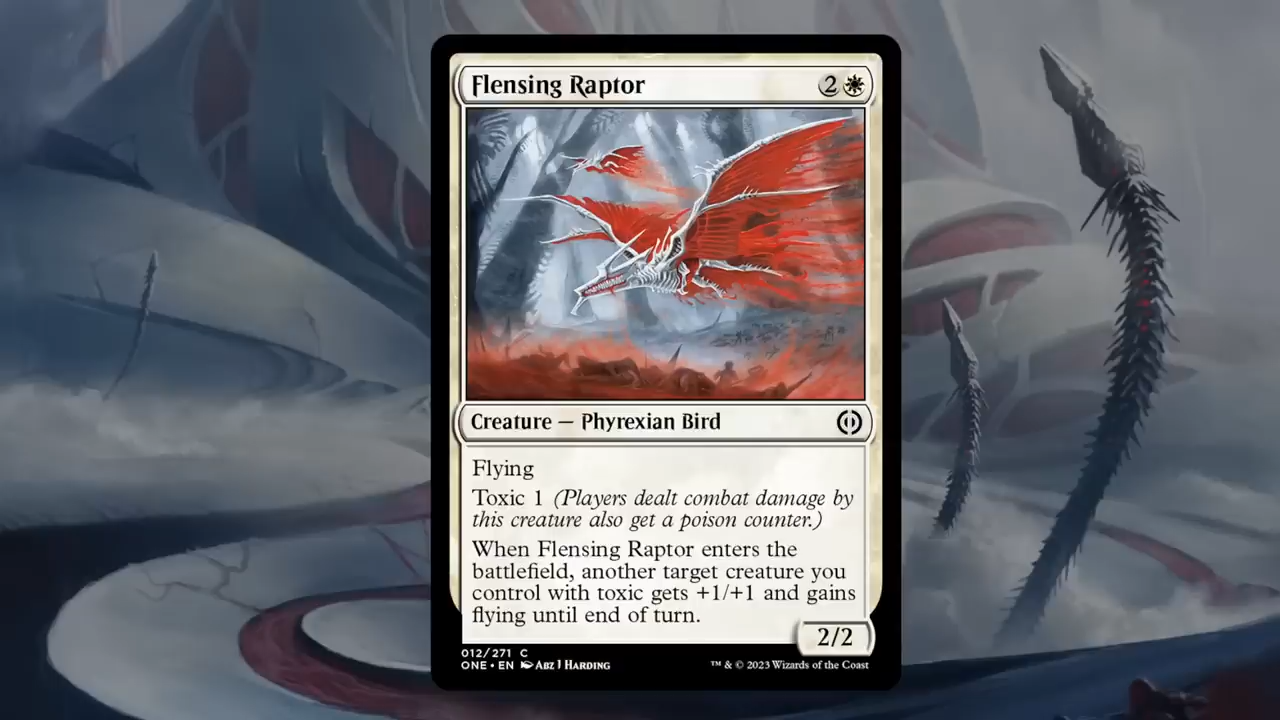 Flensing Raptor 2
Creature — Phyrexian Bird
Flying
Toxic 1 (Players dealt combat damage by
this creature also get a poison counter.)
When Flensing Raptor enters the
battlefield, another target creature you
control with toxic gets +1/+1 and gains
flying until end of turn.
2/2
012/271 C
ONE • EN Abz J Harding
™ & © 2023 Wizards of the Coast